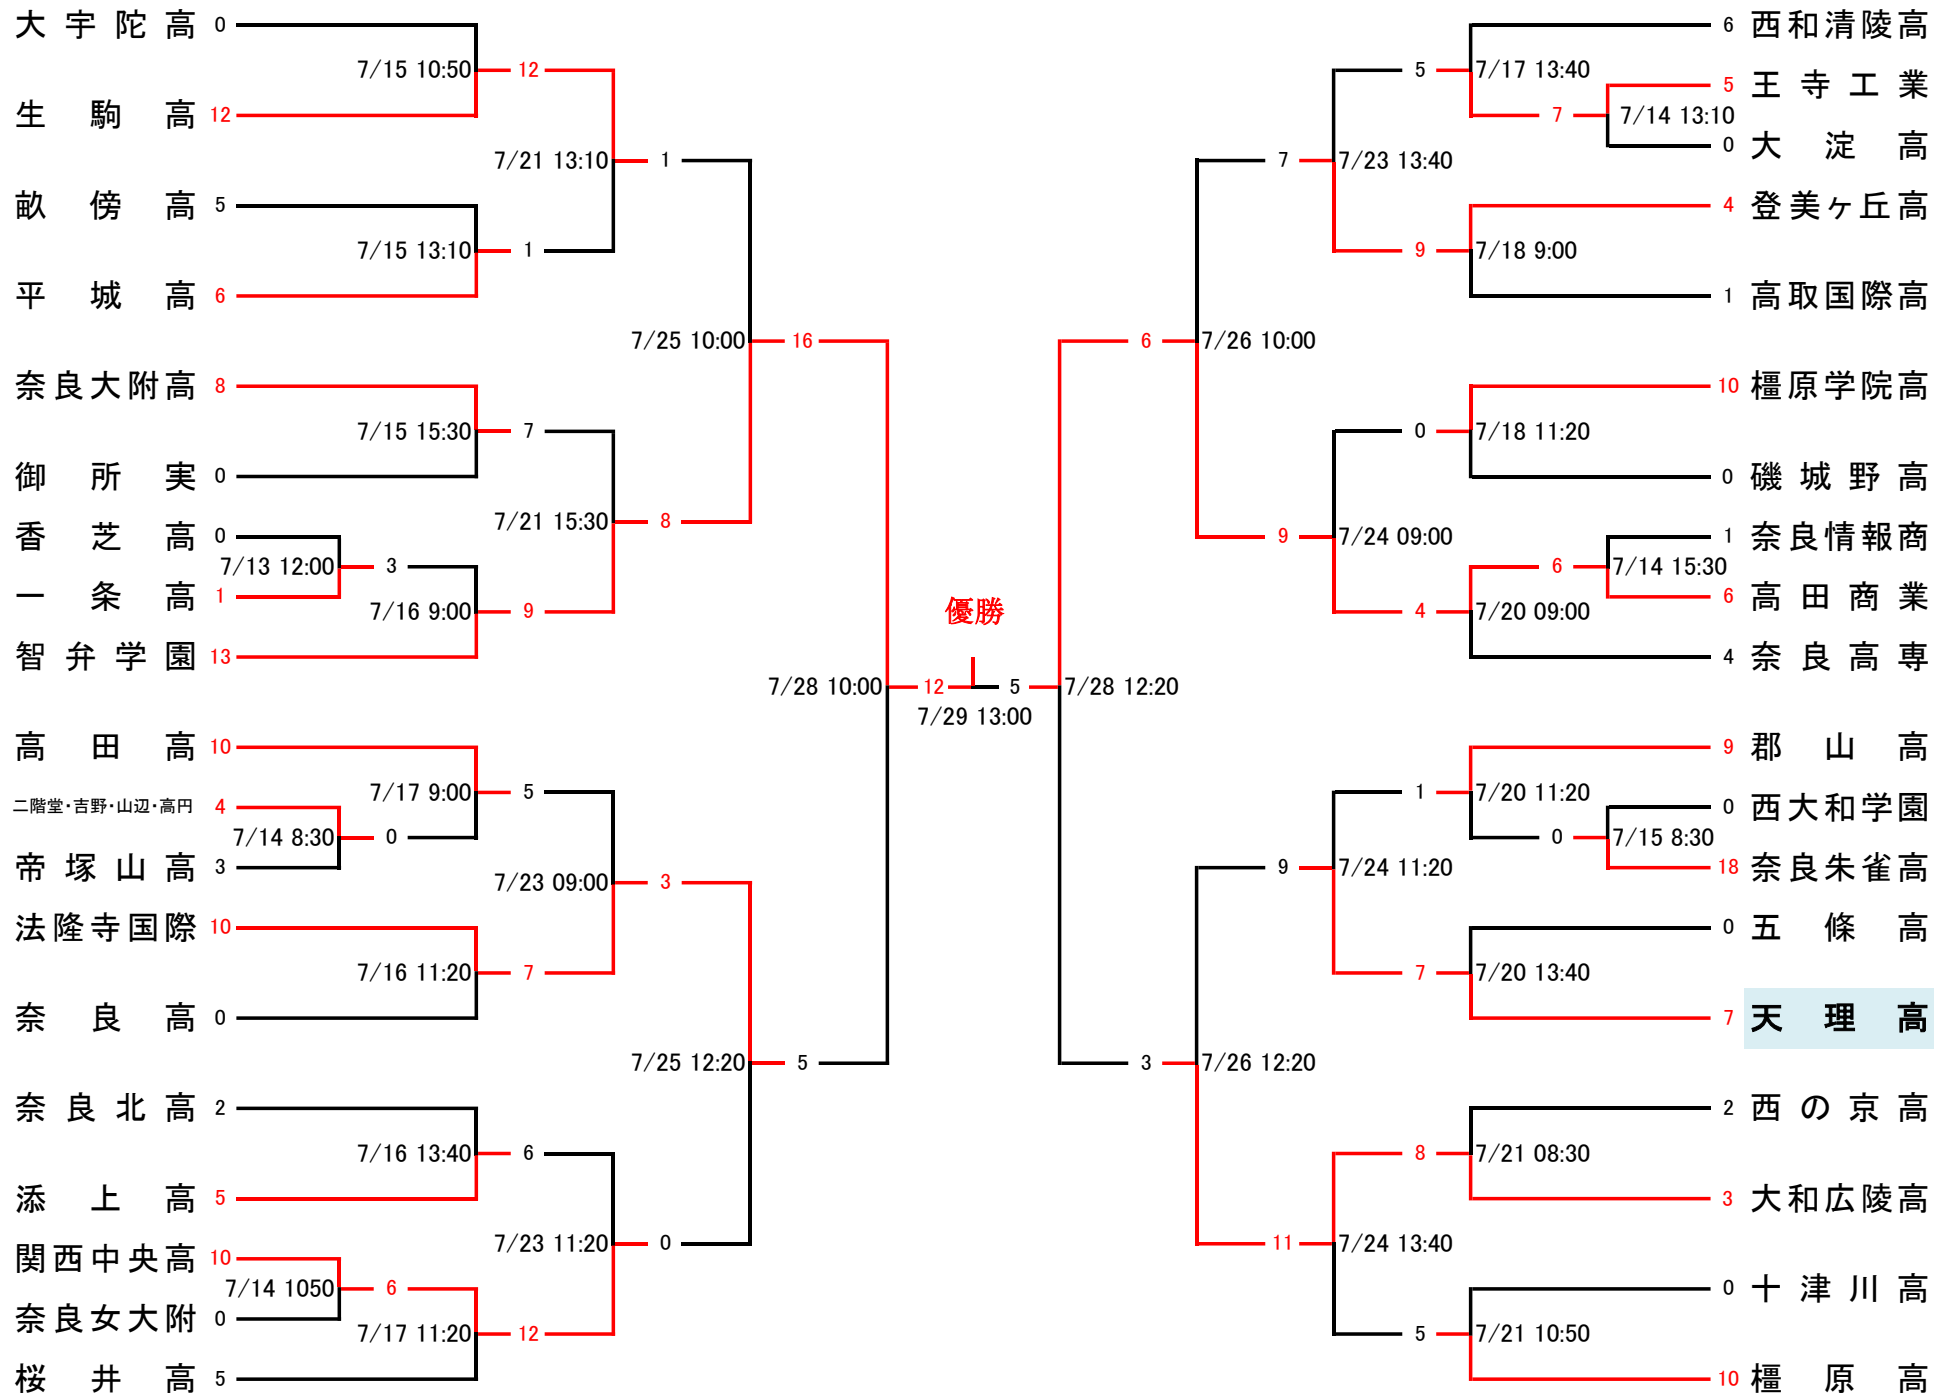 大宇陀高 0
7/15 10:50 12
生駒高 12
7/21 13:10 1
畝傍高 5
7/15 13:10 1
平城高 6
7/25 10:00 16
奈良大附高 8
7/15 15:30 7
御所実 0
7/21 15:30 8
香芝高 0
7/13 12:00 3
一条高 1
7/16 9:00 9
智弁学園 13
7/28 10:00 12
高田高 10
7/17 9:00 5
二階堂・吉野・山辺・高円 4
7/14 8:30 0
帝塚山高 3
7/23 09:00 3
法隆寺国際 10
7/16 11:20 7
奈良高 0
7/25 12:20 5
奈良北高 2
7/16 13:40 6
添上高 5
7/23 11:20 0
関西中央高 10
7/14 1050 6
奈良女大附 0
7/17 11:20 12
桜井高 5
優勝
7/29 13:00
6 西和清陵高
5 7/17 13:40
5 王寺工業
7 7/14 13:10
0 大淀高
7 7/23 13:40
4 登美ヶ丘高
9 7/18 9:00
1 高取国際高
6 7/26 10:00
10 橿原学院高
0 7/18 11:20
0 磯城野高
9 7/24 09:00
1 奈良情報商
6 7/14 15:30
6 高田商業
4 7/20 09:00
4 奈良高専
5 7/28 12:20
9 郡山高
1 7/20 11:20
0 西大和学園
0 7/15 8:30
18 奈良朱雀高
9 7/24 11:20
0 五條高
7 7/20 13:40
7 天理高
3 7/26 12:20
2 西の京高
8 7/21 08:30
3 大和広陵高
11 7/24 13:40
0 十津川高
5 7/21 10:50
10 橿原高